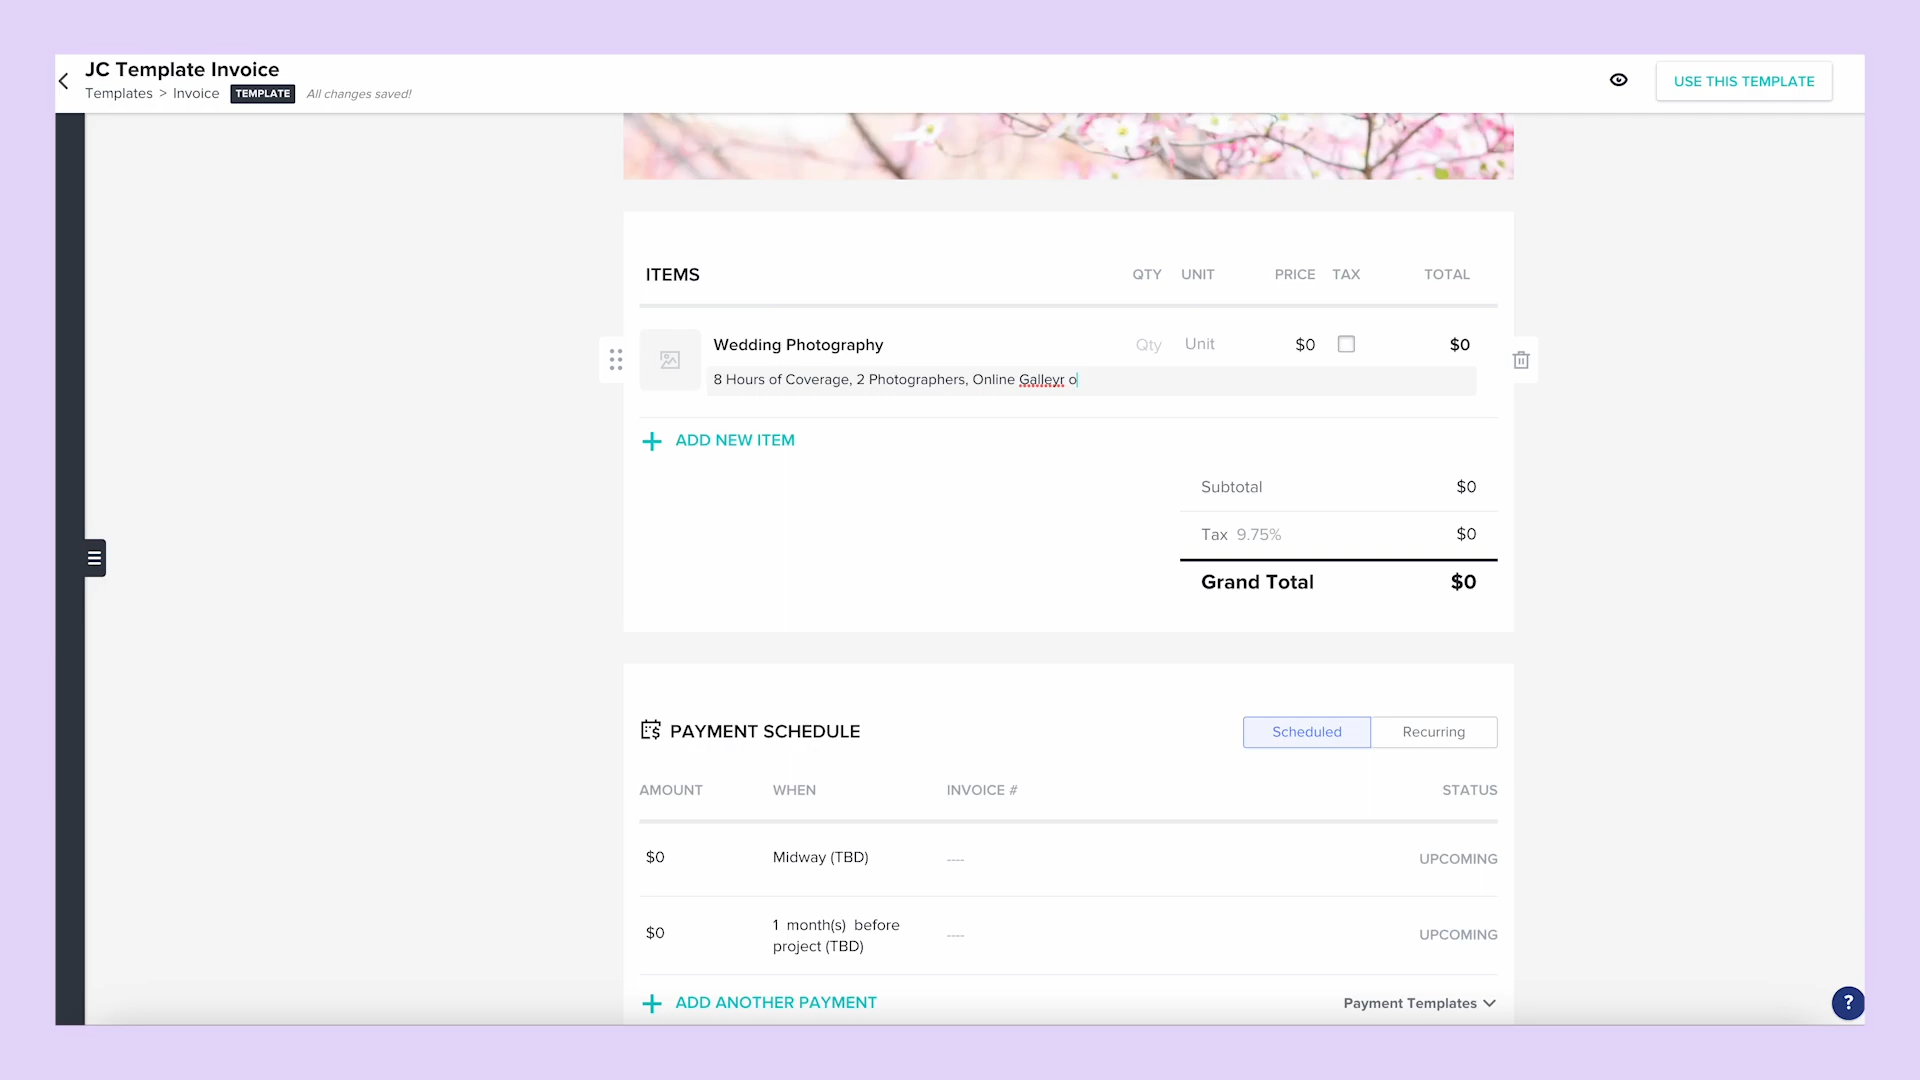 JC Template Invoice
Templates > Invoice TEMPLATE All changes saved!
USE THIS TEMPLATE
ITEMS QTY UNIT PRICE TAX TOTAL
Wedding Photography Qty Unit $0 $0
8 Hours of Coverage, 2 Photographers, Online Galleyr o
+ ADD NEW ITEM
Subtotal $0
Tax 9.75% $0
Grand Total $0
PAYMENT SCHEDULE Scheduled Recurring
AMOUNT WHEN INVOICE # STATUS
$0 Midway (TBD) ---- UPCOMING
$0 1 month(s) before project (TBD) ---- UPCOMING
+ ADD ANOTHER PAYMENT Payment Templates
?